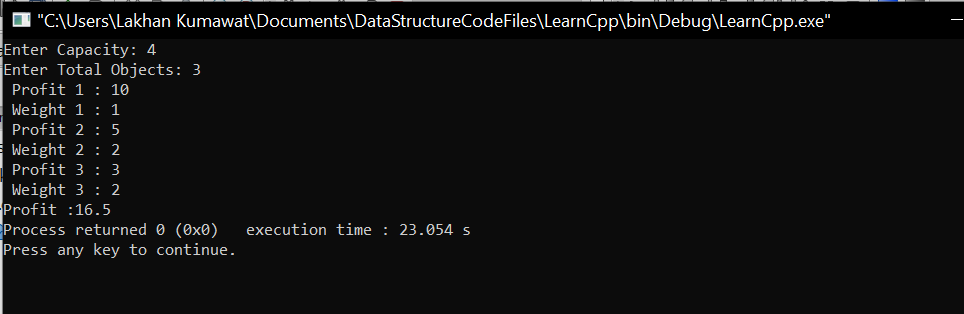 "C:\Users\Lakhan Kumawat\Documents\DataStructureCodeFiles\LearnCpp\bin\Debug\LearnCpp.exe"
Enter Capacity: 4
Enter Total Objects: 3
 Profit 1 : 10
 Weight 1 : 1
 Profit 2 : 5
 Weight 2 : 2
 Profit 3 : 3
 Weight 3 : 2
Profit :16.5
Process returned 0 (0x0)   execution time : 23.054 s
Press any key to continue.